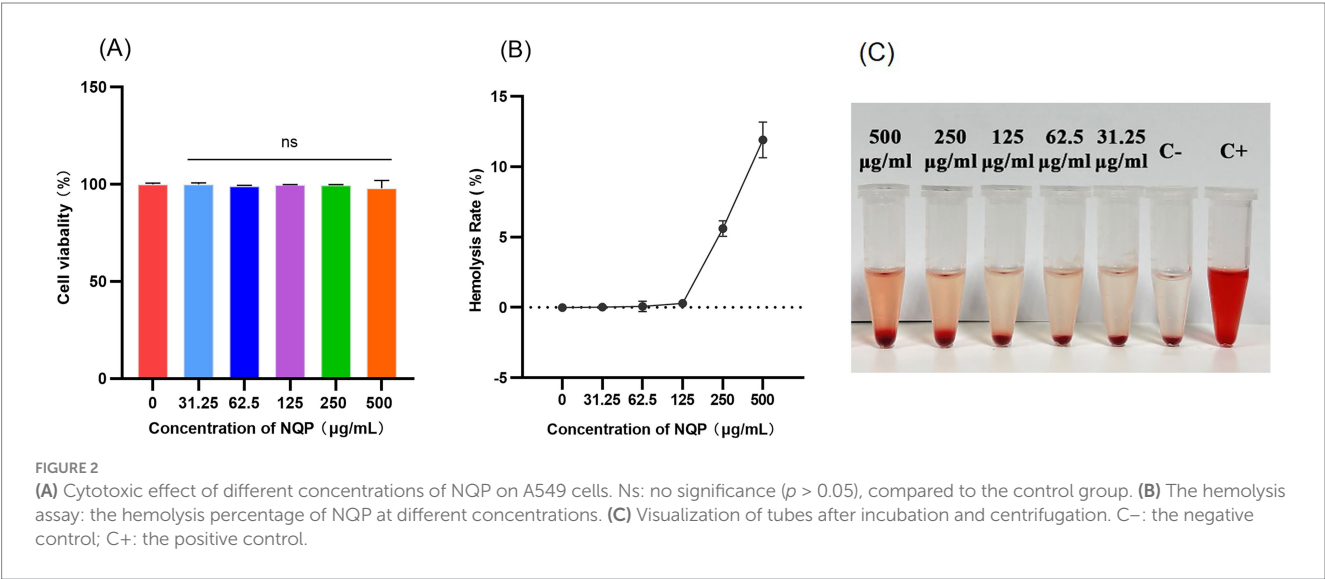 (A)
150
100
50
0
ns
Cell viabality (%)
0 31.25 62.5 125 250 500
Concentration of NQP (μg/mL)
(B)
15
10
5
0
-5
Hemolysis Rate ( %)
0 31.25 62.5 125 250 500
Concentration of NQP (μg/mL)
(C)
500 250 125 62.5 31.25 C- C+
μg/ml μg/ml μg/ml μg/ml μg/ml
FIGURE 2
(A) Cytotoxic effect of different concentrations of NQP on A549 cells. Ns: no significance (p > 0.05), compared to the control group. (B) The hemolysis
assay: the hemolysis percentage of NQP at different concentrations. (C) Visualization of tubes after incubation and centrifugation. C–: the negative
control; C+: the positive control.